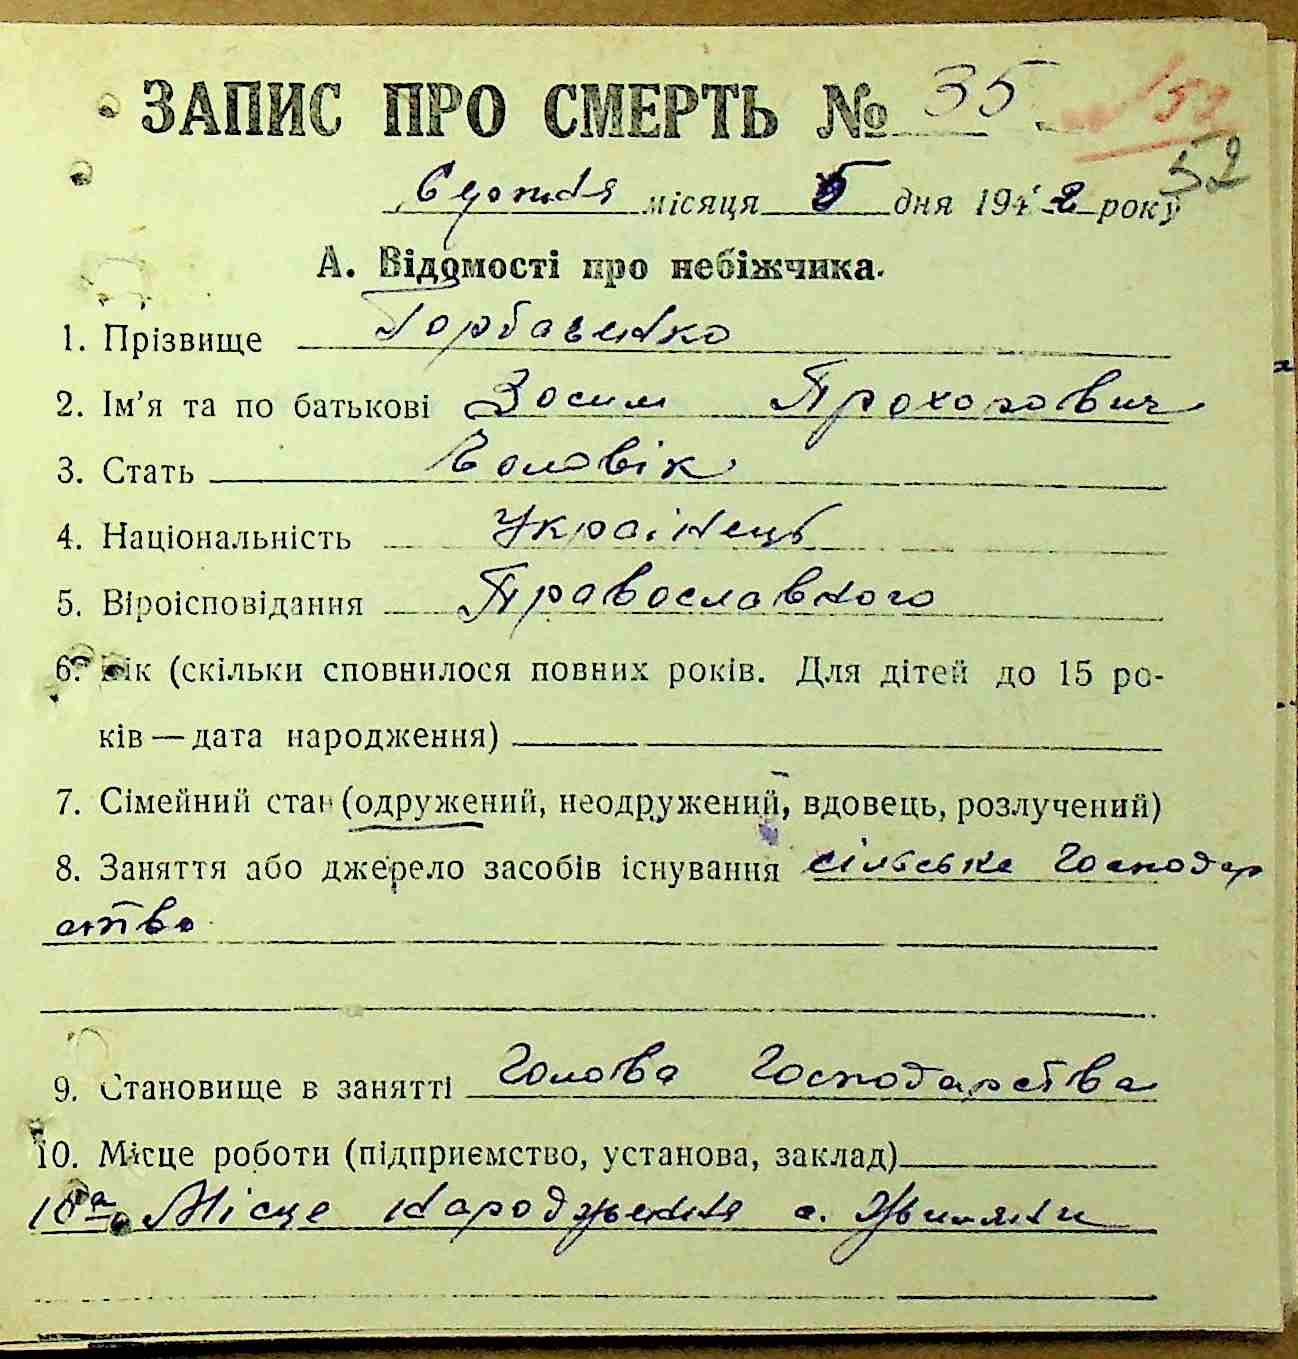 ЗАПИС ПРО СМЕРТЬ № 35
152
52
Серпня місяця 5 дня 1942 року
А. Відомості про небіжчика.
1. Прізвище Горбаченко
2. Ім'я та по батькові Зосим Прохорович
3. Стать Чоловік
4. Національність Українець
5. Віроісповідання Православного
6. Вік (скільки сповнилося повних років. Для дітей до 15 ро-
ків — дата народження)
7. Сімейний стан (одружений, неодружений, вдовець, розлучений)
8. Заняття або джерело засобів існування сільське Господар
ство
9. Становище в занятті Голова Господарства
10. Місце роботи (підприємство, установа, заклад)
10а Місце народження с.